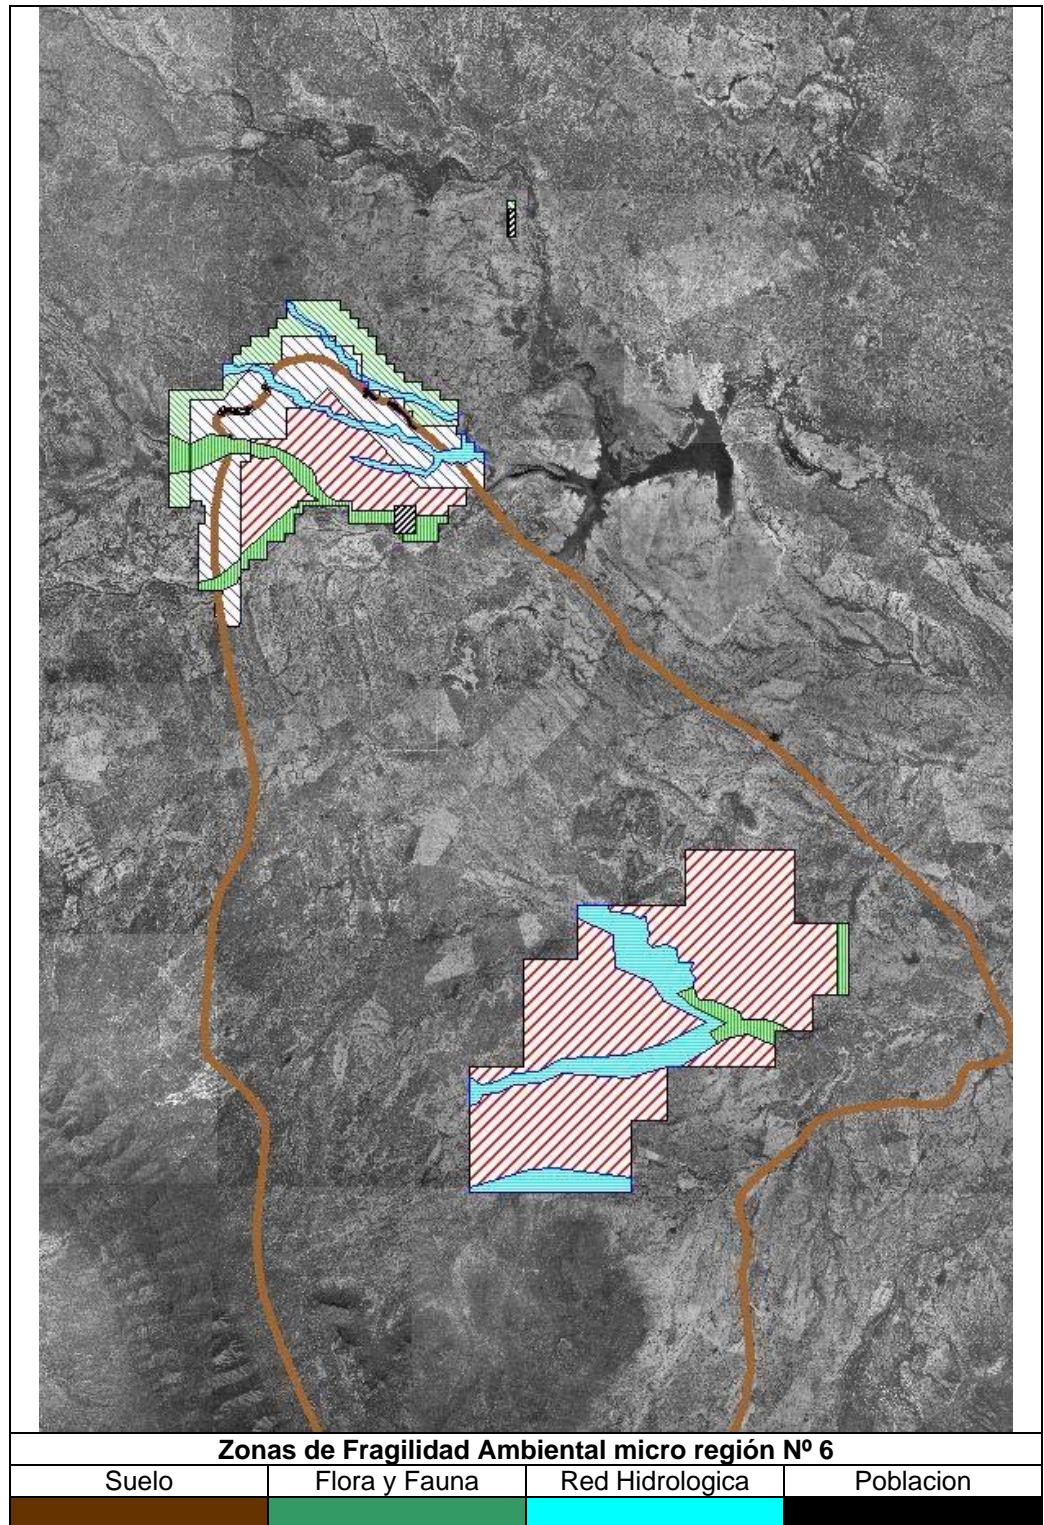 Zonas de Fragilidad Ambiental micro región Nº 6
Suelo Flora y Fauna Red Hidrologica Poblacion